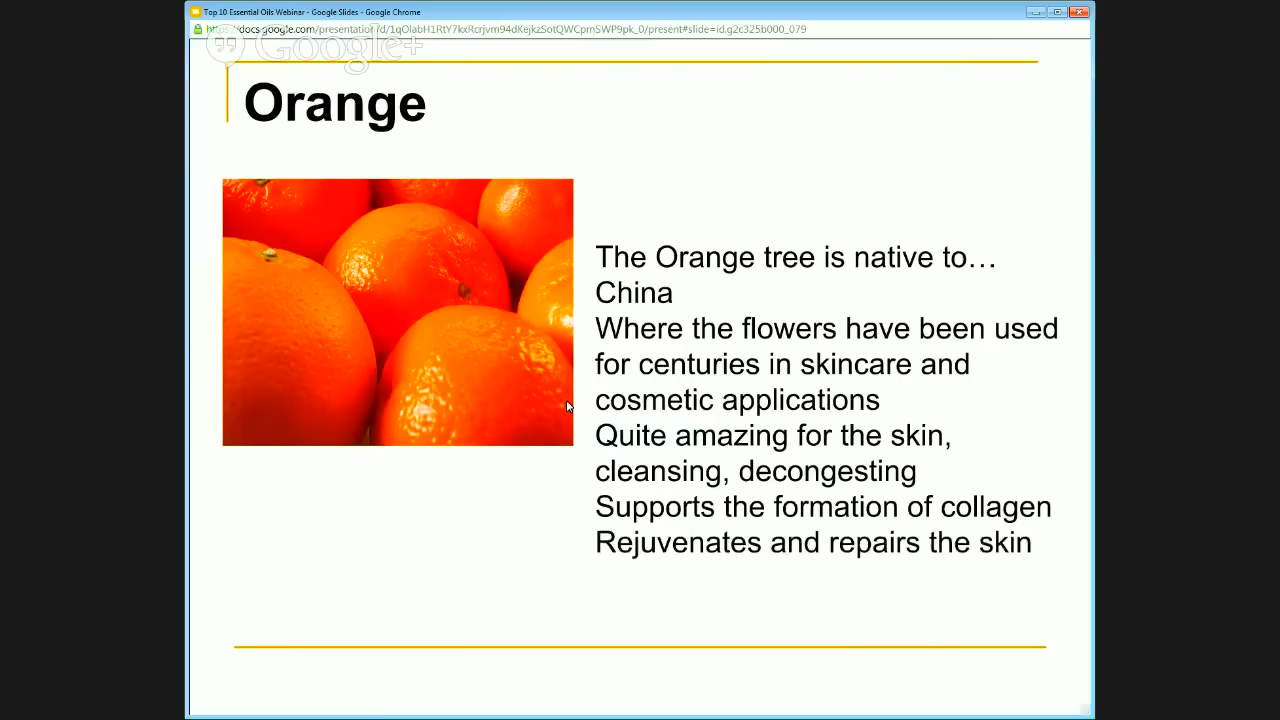 Top 10 Essential Oils Webinar - Google Slides - Google Chrome
Google+
Orange
The Orange tree is native to…
China
Where the flowers have been used
for centuries in skincare and
cosmetic applications
Quite amazing for the skin,
cleansing, decongesting
Supports the formation of collagen
Rejuvenates and repairs the skin